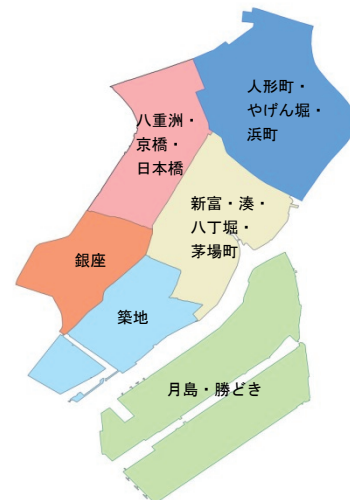 人形町・
やげん堀・
浜町
八重洲・
京橋・
日本橋
新富・湊・
八丁堀・
茅場町
銀座
築地
月島・勝どき